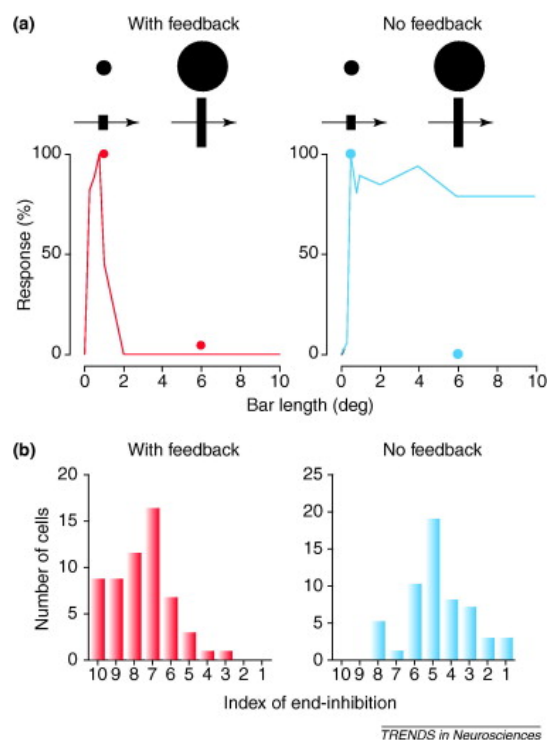 (a)
With feedback
No feedback
100
50
0
Response (%)
0 2 4 6 8 10
100
50
0
0 2 4 6 8 10
Bar length (deg)
(b)
With feedback
No feedback
20
15
10
5
0
Number of cells
10 9 8 7 6 5 4 3 2 1
25
20
15
10
5
0
10 9 8 7 6 5 4 3 2 1
Index of end-inhibition
TRENDS in Neurosciences